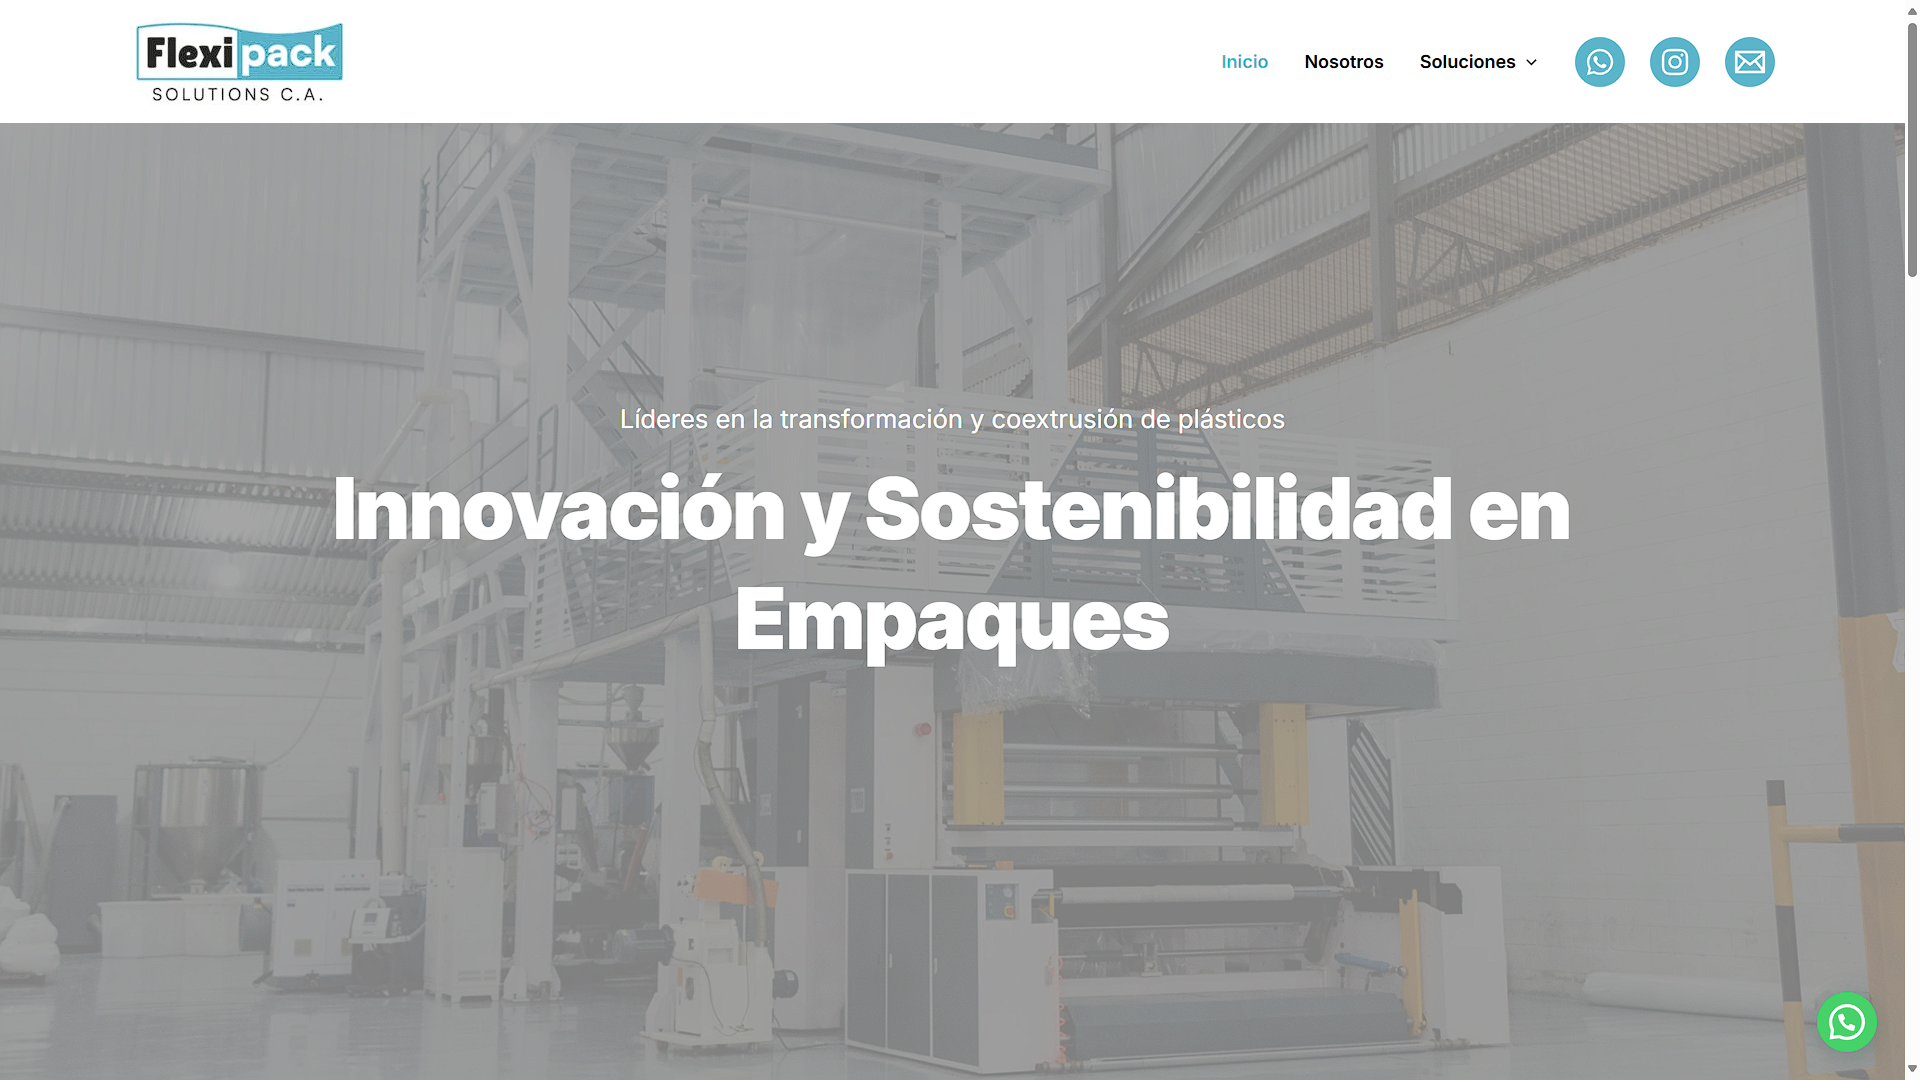 Flexipack
SOLUTIONS C.A.
Inicio
Nosotros
Soluciones
Líderes en la transformación y coextrusión de plásticos
Innovación y Sostenibilidad en
Empaques